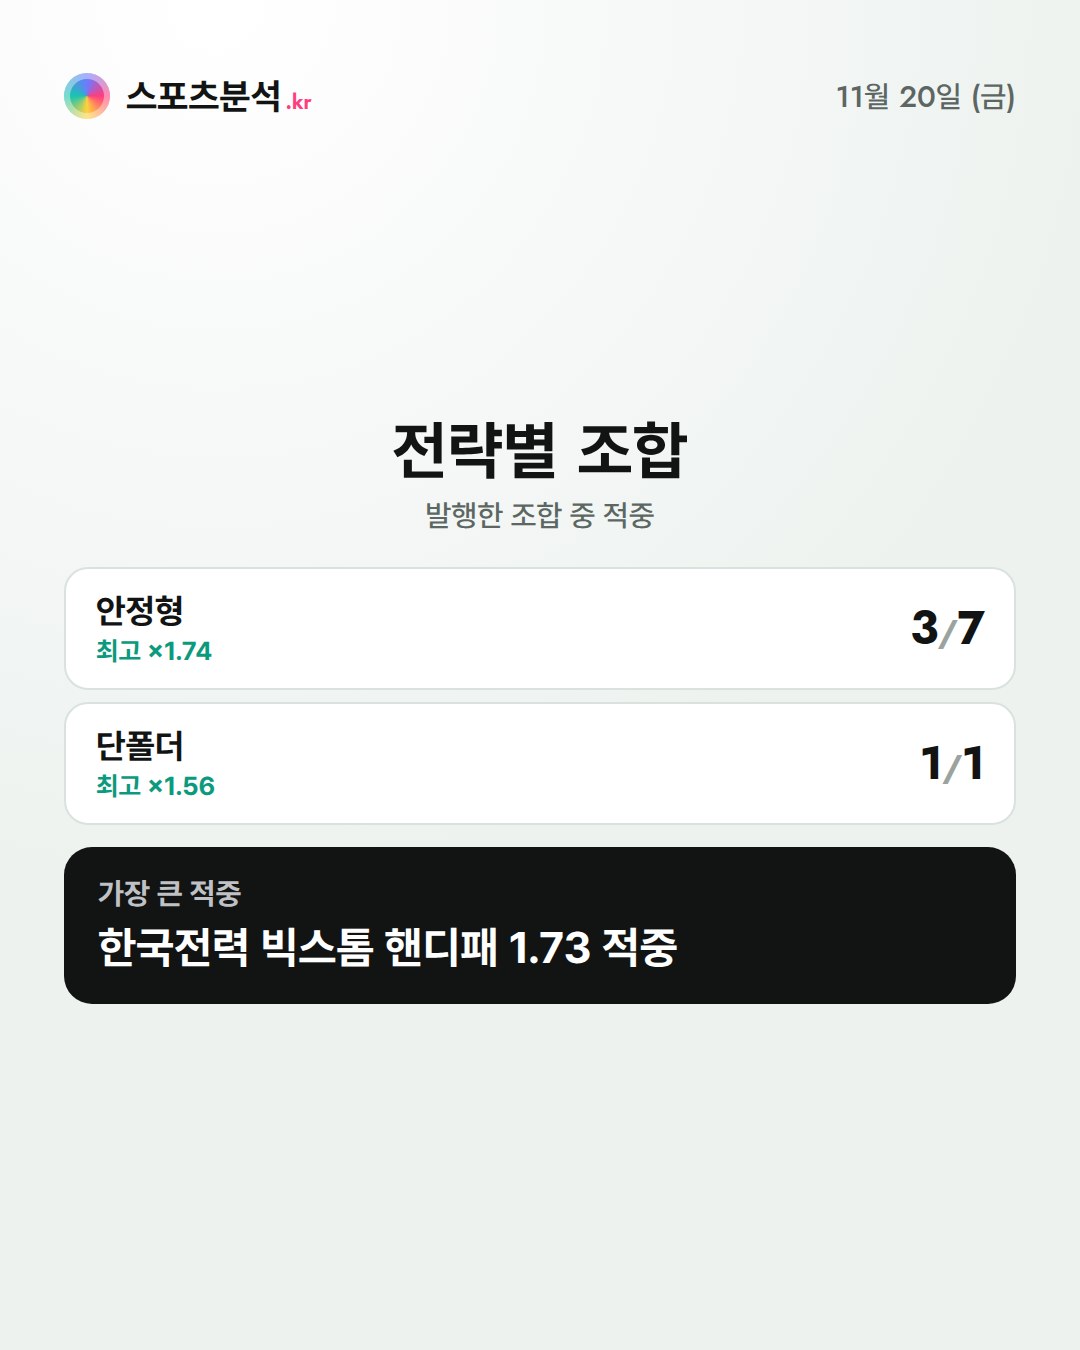 스포츠분석.kr
11월 20일 (금)
전략별 조합
발행한 조합 중 적중
안정형
최고 ×1.74
3/7
단폴더
최고 ×1.56
1/1
가장 큰 적중
한국전력 빅스톰 핸디패 1.73 적중